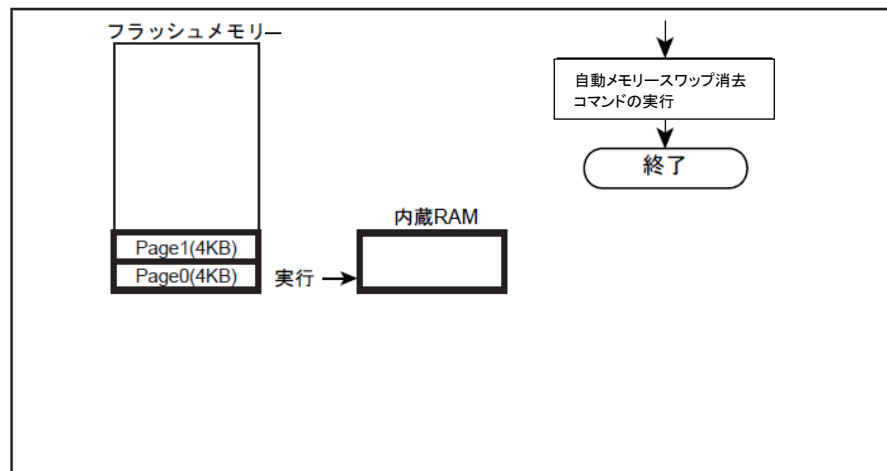 フラッシュメモリー
自動メモリースワップ消去
コマンドの実行
終了
内蔵RAM
Page1(4KB)
Page0(4KB)
実行